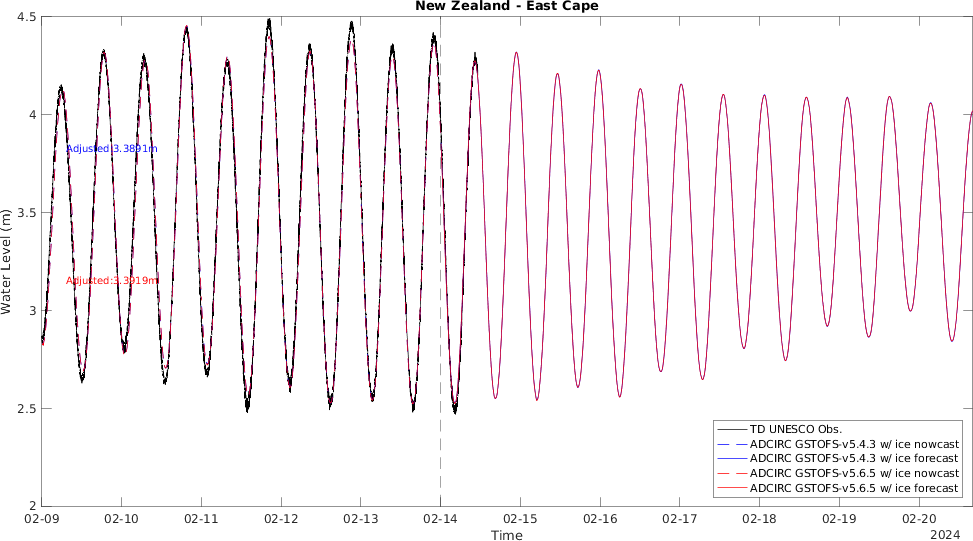 New Zealand - East Cape
4.5
4
3.5
3
2.5
2
Water Level (m)
Adjusted:3.3891m
Adjusted:3.3919m
TD UNESCO Obs.
ADCIRC GSTOFS-v5.4.3 w/ ice nowcast
ADCIRC GSTOFS-v5.4.3 w/ ice forecast
ADCIRC GSTOFS-v5.6.5 w/ ice nowcast
ADCIRC GSTOFS-v5.6.5 w/ ice forecast
02-09 02-10 02-11 02-12 02-13 02-14 02-15 02-16 02-17 02-18 02-19 02-20
Time
2024